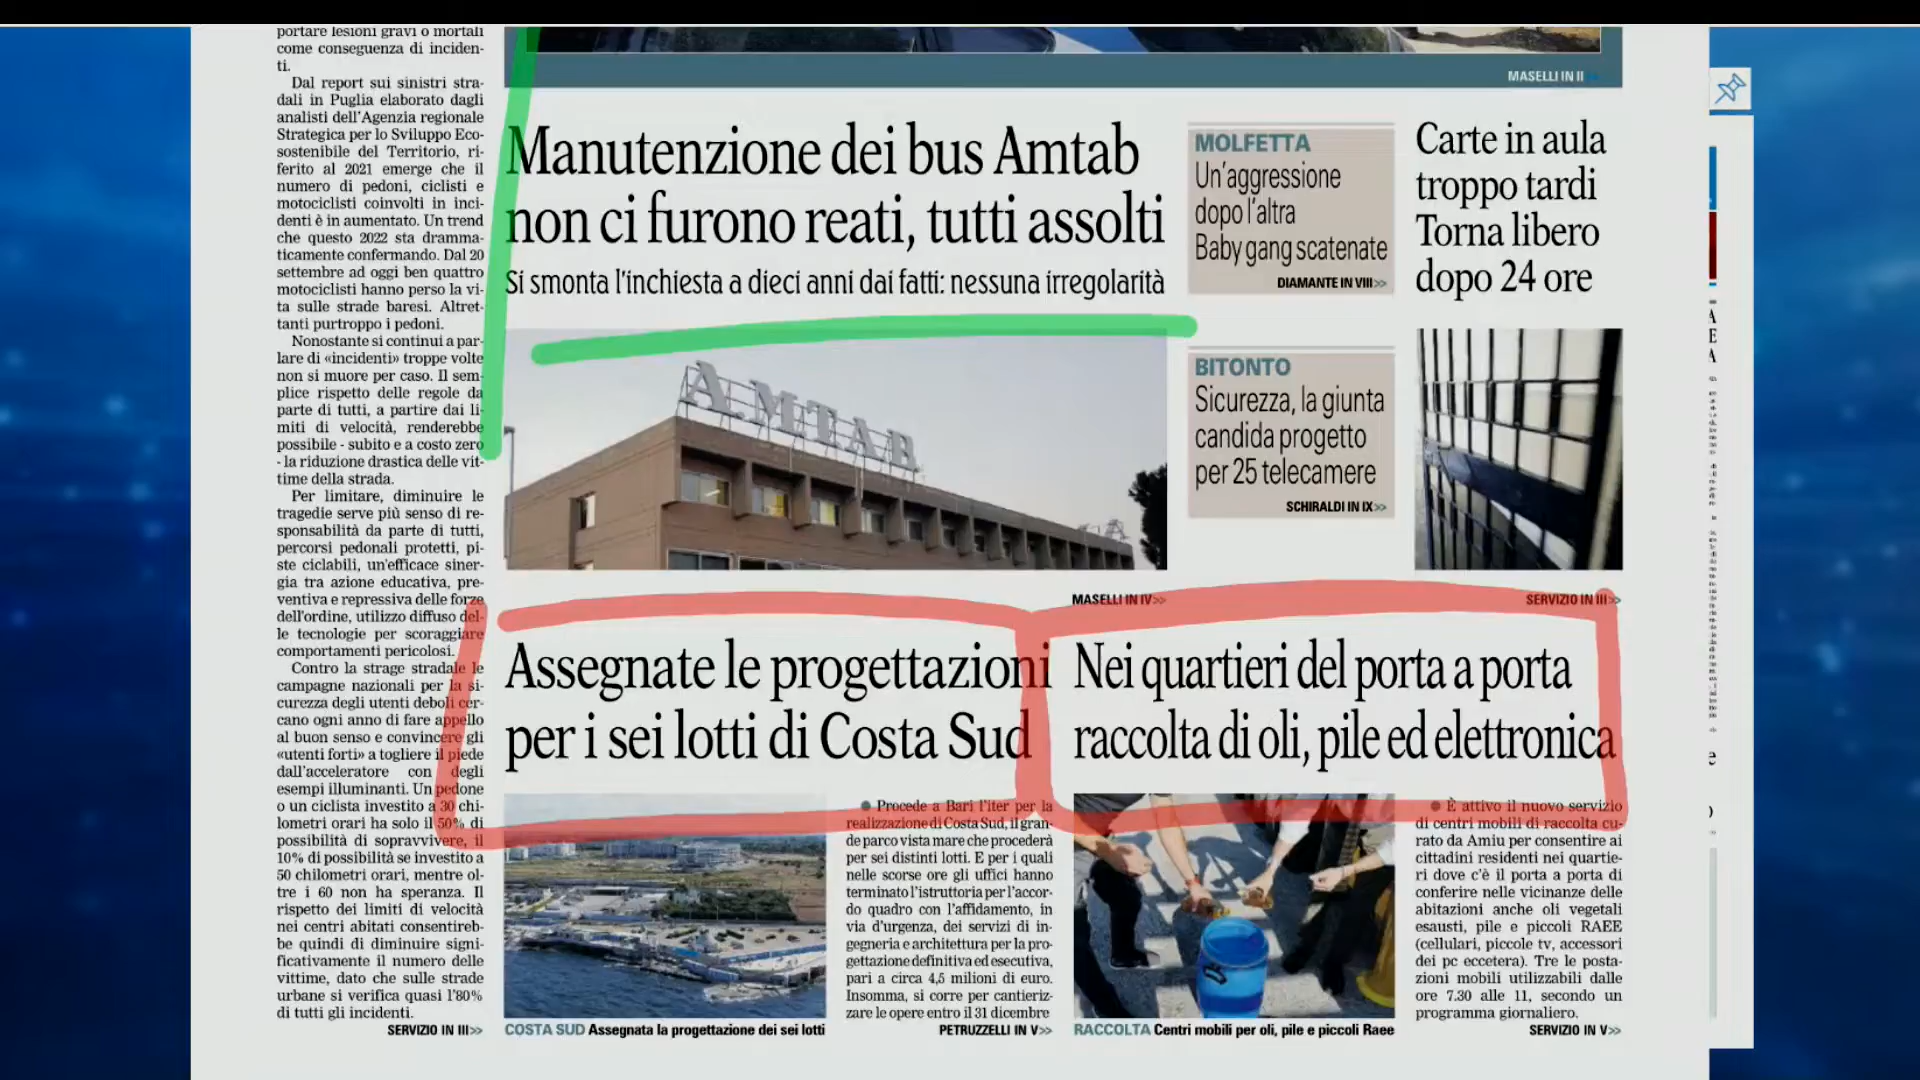 portare lesioni gravi o mortali
come conseguenza di inciden-
ti.
Dal report sui sinistri stra-
dali in Puglia elaborato dagli
analisti dell'Agenzia regionale
Strategica per lo Sviluppo Eco-
sostenibile del Territorio, ri-
ferito al 2021 emerge che il
numero di pedoni, ciclisti e
motociclisti coinvolti in inci-
denti è in aumentato. Un trend
che questo 2022 sta dramma-
ticamente confermando. Dal 20
settembre ad oggi ben quattro
motociclisti hanno perso la vi-
ta sulle strade baresi. Altret-
tanti purtroppo i pedoni.
Nonostante si continui a par-
lare di «incidenti» troppe volte
non si muore per caso. Il sem-
plice rispetto delle regole da
parte di tutti, a partire dai li-
miti di velocità, renderebbe
possibile - subito e a costo zero
- la riduzione drastica delle vit-
time della strada.
Per limitare, diminuire le
tragedie serve più senso di re-
sponsabilità da parte di tutti,
percorsi pedonali protetti, pi-
ste ciclabili, un'efficace siner-
gia tra azione educativa, pre-
ventiva e repressiva delle forze
dell'ordine, utilizzo diffuso del-
le tecnologie per scoraggiare
comportamenti pericolosi.
Contro la strage stradale le
campagne nazionali per la si-
curezza degli utenti deboli cer-
cano ogni anno di fare appello
al buon senso e convincere gli
«utenti forti» a togliere il piede
dall'acceleratore con degli
esempi illuminanti. Un pedone
o un ciclista investito a 30 chi-
lometri orari ha solo il 50% di
possibilità di sopravvivere, il
10% di possibilità se investito a
50 chilometri orari, mentre ol-
tre i 60 non ha speranza. Il
rispetto dei limiti di velocità
nei centri abitati consentireb-
be quindi di diminuire signi-
ficativamente il numero delle
vittime, dato che sulle strade
urbane si verifica quasi l'80%
di tutti gli incidenti.
SERVIZIO IN III>>
MASELLI IN II
Manutenzione dei bus Amtab
non ci furono reati, tutti assolti
Si smonta l'inchiesta a dieci anni dai fatti: nessuna irregolarità
A.M.T.A.B.
MASELLI IN IV>>
MOLFETTA
Un'aggressione
dopo l'altra
Baby gang scatenate
DIAMANTE IN VIII>>
BITONTO
Sicurezza, la giunta
candida progetto
per 25 telecamere
SCHIRALDI IN IX>>
Carte in aula
troppo tardi
Torna libero
dopo 24 ore
SERVIZIO IN III>>
Assegnate le progettazioni
per i sei lotti di Costa Sud
● Procede a Bari l'iter per la
realizzazione di Costa Sud, il gran-
de parco vista mare che procederà
per sei distinti lotti. E per i quali
nelle scorse ore gli uffici hanno
terminato l'istruttoria per l'accor-
do quadro con l'affidamento, in
via d'urgenza, dei servizi di in-
gegneria e architettura per la pro-
gettazione definitiva ed esecutiva,
pari a circa 4,5 milioni di euro.
Insomma, si corre per cantieriz-
zare le opere entro il 31 dicembre
COSTA SUD Assegnata la progettazione dei sei lotti
PETRUZZELLI IN V>>
Nei quartieri del porta a porta
raccolta di oli, pile ed elettronica
● È attivo il nuovo servizio
di centri mobili di raccolta cu-
rato da Amiu per consentire ai
cittadini residenti nei quartie-
ri dove c'è il porta a porta di
conferire nelle vicinanze delle
abitazioni anche oli vegetali
esausti, pile e piccoli RAEE
(cellulari, piccole tv, accessori
dei pc eccetera). Tre le posta-
zioni mobili utilizzabili dalle
ore 7.30 alle 11, secondo un
programma giornaliero.
RACCOLTA Centri mobili per oli, pile e piccoli Raee
SERVIZIO IN V>>